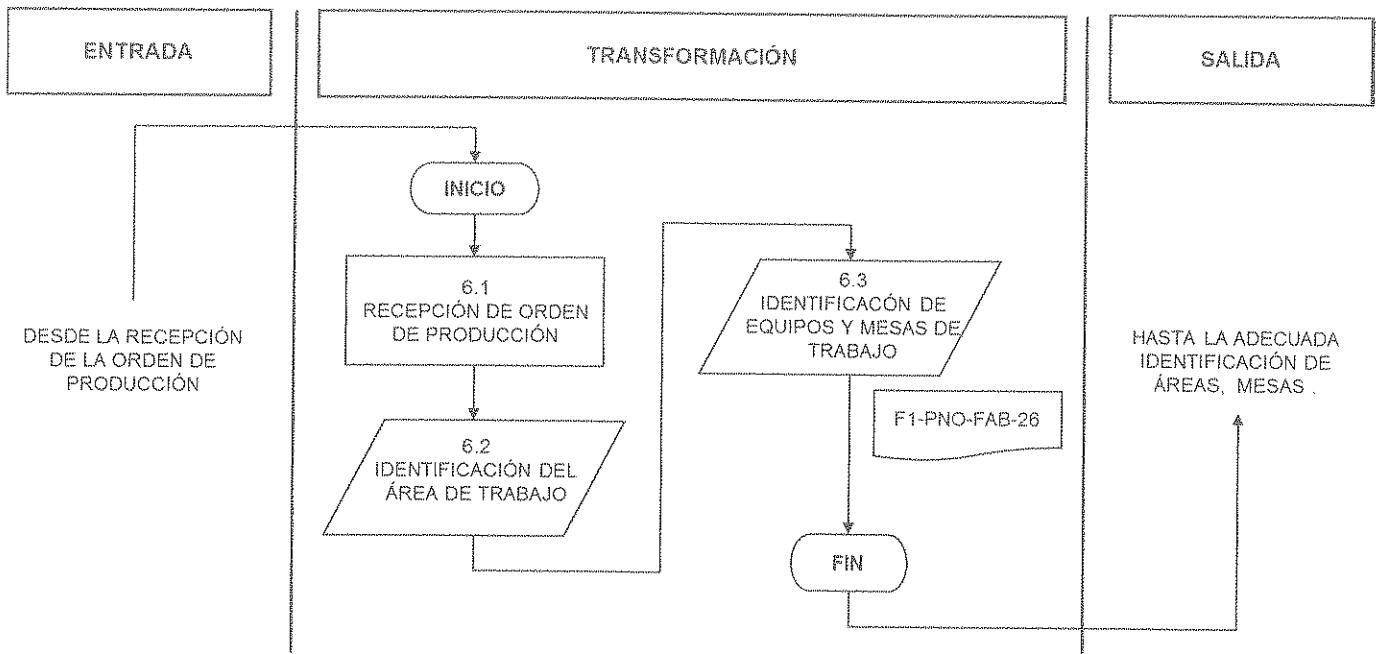 ENTRADA
TRANSFORMACIÓN
SALIDA
INICIO
6.1
RECEPCIÓN DE ORDEN
DE PRODUCCIÓN
6.2
IDENTIFICACIÓN DEL
ÁREA DE TRABAJO
6.3
IDENTIFICACÓN DE
EQUIPOS Y MESAS DE
TRABAJO
F1-PNO-FAB-26
FIN
DESDE LA RECEPCIÓN
DE LA ORDEN DE
PRODUCCIÓN
HASTA LA ADECUADA
IDENTIFICACIÓN DE
ÁREAS, MESAS .